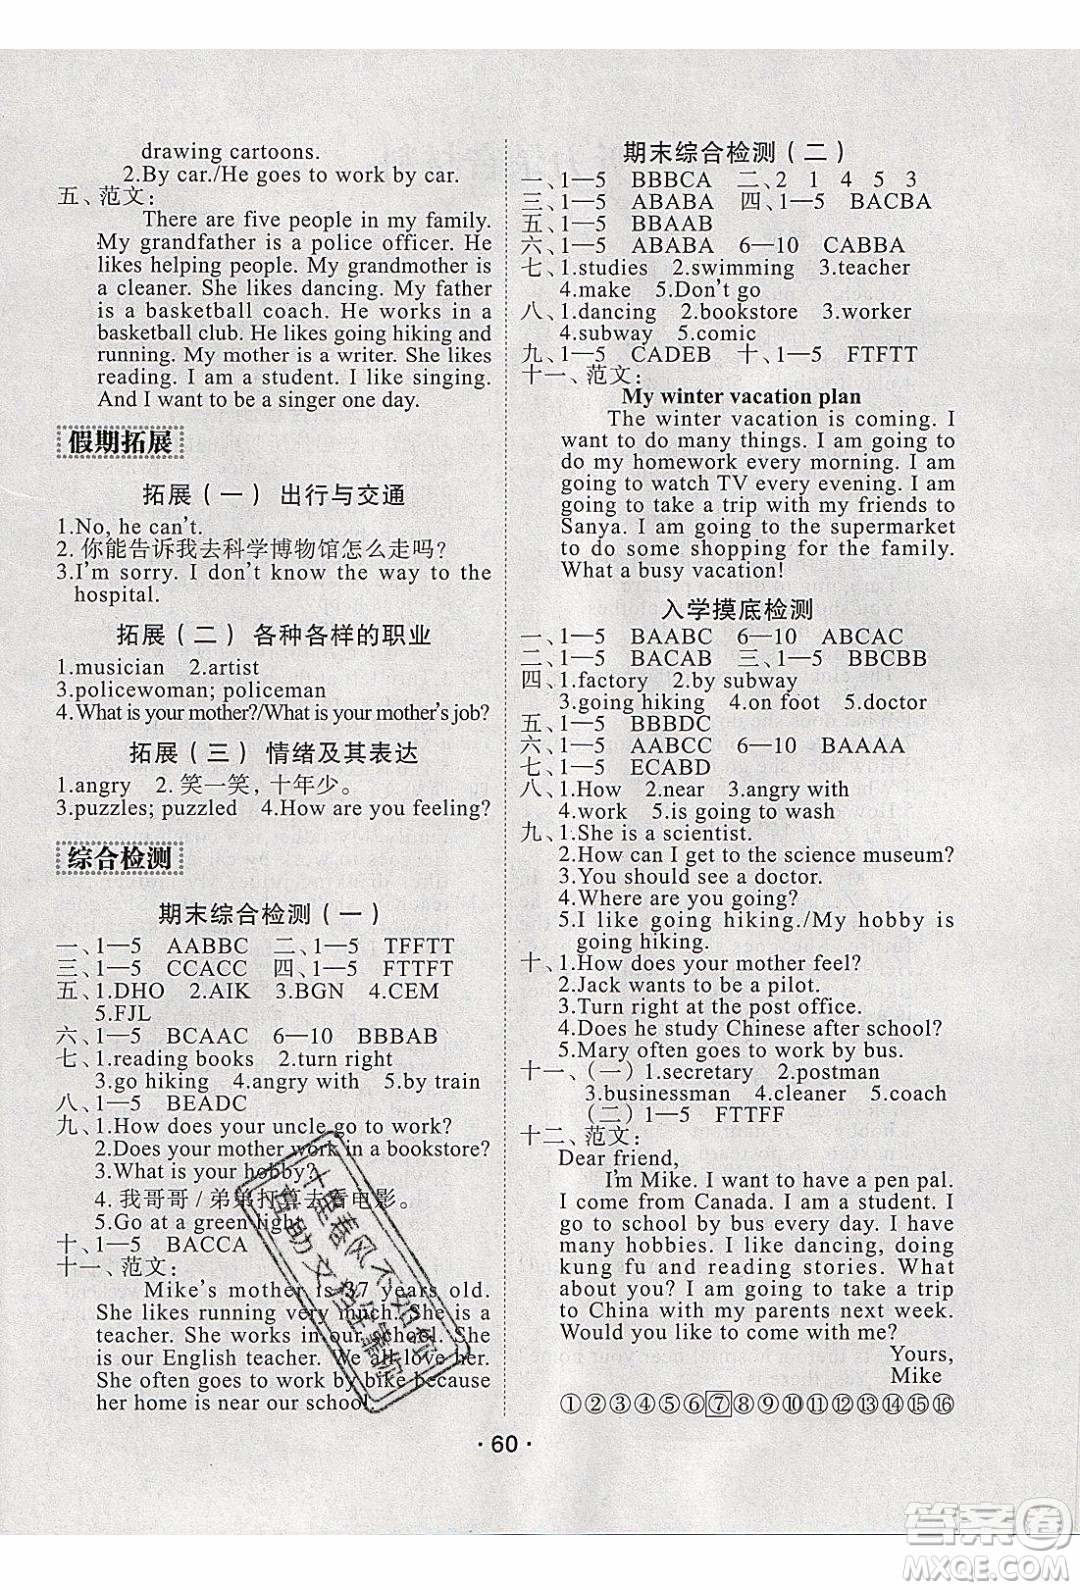 drawing cartoons.
2.By car./He goes to work by car.
五、范文:
There are five people in my family.
My grandfather is a police officer. He
likes helping people. My grandmother is
a cleaner. She likes dancing. My father
is a basketball coach. He works in a
basketball club. He likes going hiking and
running. My mother is a writer. She likes
reading. I am a student. I like singing.
And I want to be a singer one day.
假期拓展
拓展(一) 出行与交通
1.No, he can't.
2. 你能告诉我去科学博物馆怎么走吗?
3.I'm sorry. I don't know the way to the
hospital.
拓展(二) 各种各样的职业
1.musician 2.artist
3.policewoman; policeman
4.What is your mother?/What is your mother's job?
拓展(三) 情绪及其表达
1.angry 2. 笑一笑，十年少。
3.puzzles; puzzled 4.How are you feeling?
综合检测
期末综合检测(一)
一、1—5 AABBC 二、1—5 TFFTT
三、1—5 CCACC 四、1—5 FTTFT
五、1.DHO 2.AIK 3.BGN 4.CEM
5.FJL
六、1—5 BCAAC 6—10 BBBAB
七、1.reading books 2.turn right
3.go hiking 4.angry with 5.by train
八、1—5 BEADC
九、1.How does your uncle go to work?
2.Does your mother work in a bookstore?
3.What is your hobby?
4. 我哥哥/弟弟打算去看电影。
5.Go at a green light.
十、1—5 BACCA
十一、范文:
Mike's mother is 37 years old.
She likes running very much. She is a
teacher. She works in our school. She
is our English teacher. We all love her.
She often goes to work by bike because
her home is near our school.
期末综合检测(二)
一、1—5 BBBCA 二、2 1 4 5 3
三、1—5 ABABA 四、1—5 BACBA
五、1—5 BBAAB
六、1—5 ABABA 6—10 CABBA
七、1.studies 2.swimming 3.teacher
4.make 5.Don't go
八、1.dancing 2.bookstore 3.worker
4.subway 5.comic
九、1—5 CADEB 十、1—5 FTFTT
十一、范文:
My winter vacation plan
The winter vacation is coming. I
want to do many things. I am going to
do my homework every morning. I am
going to watch TV every evening. I am
going to take a trip with my friends to
Sanya. I am going to the supermarket
to do some shopping for the family.
What a busy vacation!
入学摸底检测
一、1—5 BAABC 6—10 ABCAC
二、1—5 BACAB 三、1—5 BBCBB
四、1.factory 2.by subway
3.going hiking 4.on foot 5.doctor
五、1—5 BBBDC
六、1—5 AABCC 6—10 BAAAA
七、1—5 ECABD
八、1.How 2.near 3.angry with
4.work 5.is going to wash
九、1.She is a scientist.
2.How can I get to the science museum?
3.You should see a doctor.
4.Where are you going?
5.I like going hiking./My hobby is
going hiking.
十、1.How does your mother feel?
2.Jack wants to be a pilot.
3.Turn right at the post office.
4.Does he study Chinese after school?
5.Mary often goes to work by bus.
十一、(一)1.secretary 2.postman
3.businessman 4.cleaner 5.coach
(二)1—5 FTTFF
十二、范文:
Dear friend,
I'm Mike. I want to have a pen pal.
I come from Canada. I am a student. I
go to school by bus every day. I have
many hobbies. I like dancing, doing
kung fu and reading stories. What
about you? I am going to take a trip
to China with my parents next week.
Would you like to come with me?
Yours,
Mike
①②③④⑤⑥⑦⑧⑨⑩⑪⑫⑬⑭⑮⑯
·60·
答案圈
MXQE.COM